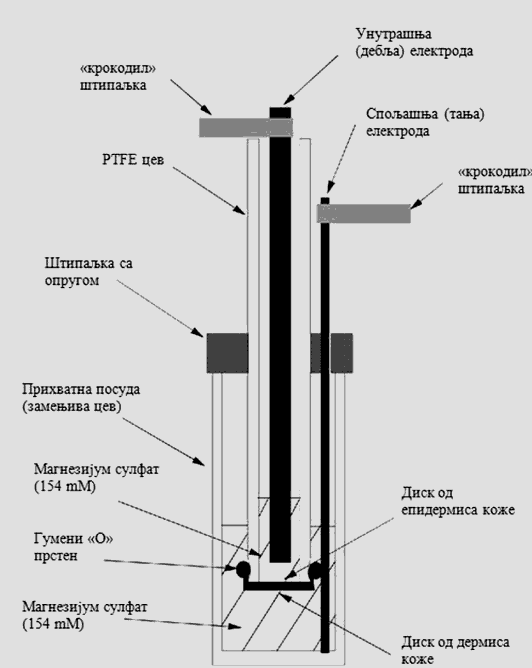 Унутрашња
(дебља) електрода
«крокодил»
штипаљка
Спољашња (тања)
електрода
PTFE цев
«крокодил»
штипаљка
Штипаљка са
опругом
Прихватна посуда
(замењива цев)
Магнезијум сулфат
(154 mM)
Диск од
епидермиса коже
Гумени «О»
прстен
Магнезијум сулфат
(154 mM)
Диск од дермиса
коже